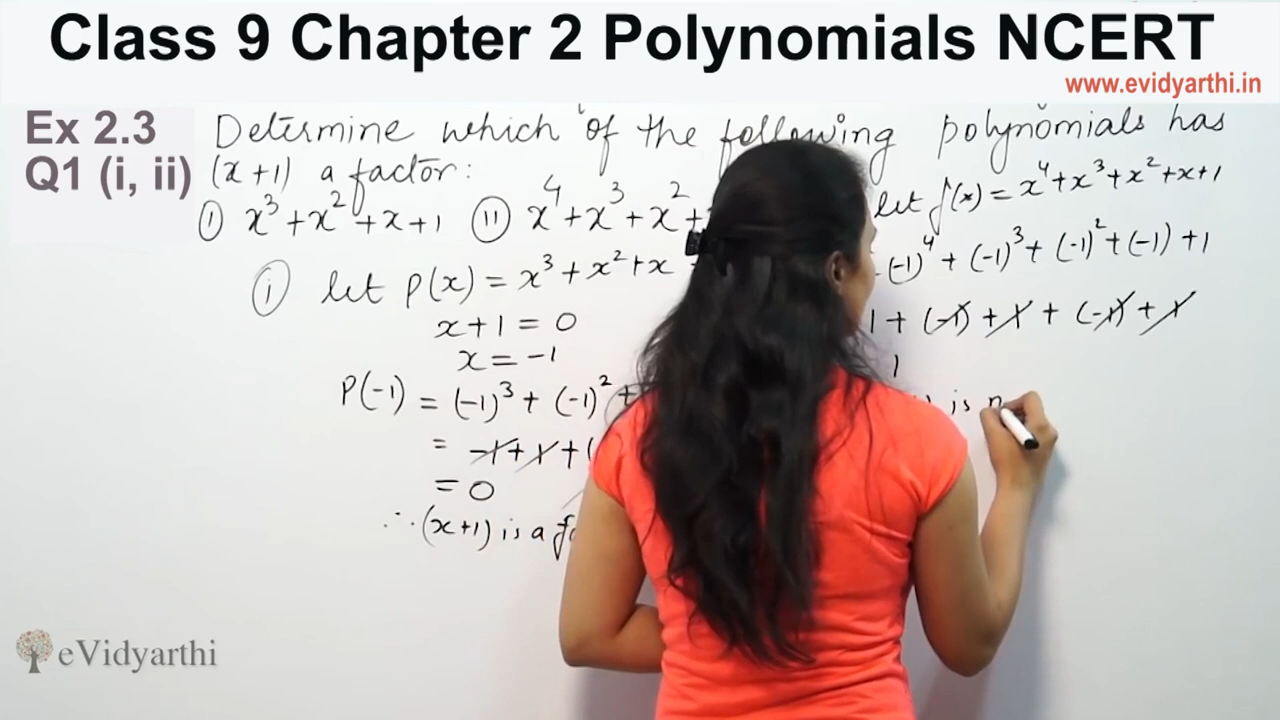 Class 9 Chapter 2 Polynomials NCERT
www.evidyarthi.in
Ex 2.3
Q1 (i, ii)
Determine which of the following polynomials has
(x+1) a factor:
(i) x³+x²+x+1 (ii) x⁴+x³+x²+
(i) let p(x) = x³+x²+x
x+1 = 0
x = -1
P(-1) = (-1)³ + (-1)² +
= -1+1+(
= 0
∴ (x+1) is a
let p(x) = x⁴+x³+x²+x+1
(-1)⁴ + (-1)³ + (-1)² + (-1) + 1
1 + (-1) + 1 + (-1) + 1
1
is
eVidyarthi